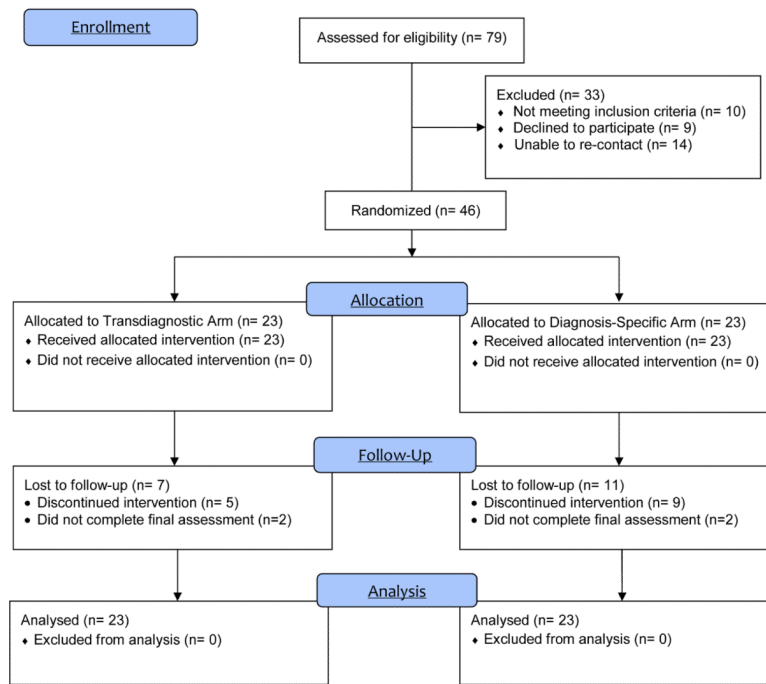 Enrollment
Assessed for eligibility (n= 79)
Excluded (n= 33)
♦ Not meeting inclusion criteria (n= 10)
♦ Declined to participate (n= 9)
♦ Unable to re-contact (n= 14)
Randomized (n= 46)
Allocation
Allocated to Transdiagnostic Arm (n= 23)
♦ Received allocated intervention (n= 23)
♦ Did not receive allocated intervention (n= 0)
Allocated to Diagnosis-Specific Arm (n= 23)
♦ Received allocated intervention (n= 23)
♦ Did not receive allocated intervention (n= 0)
Follow-Up
Lost to follow-up (n= 7)
• Discontinued intervention (n= 5)
• Did not complete final assessment (n=2)
Lost to follow-up (n= 11)
• Discontinued intervention (n= 9)
• Did not complete final assessment (n=2)
Analysis
Analysed (n= 23)
♦ Excluded from analysis (n= 0)
Analysed (n= 23)
♦ Excluded from analysis (n= 0)